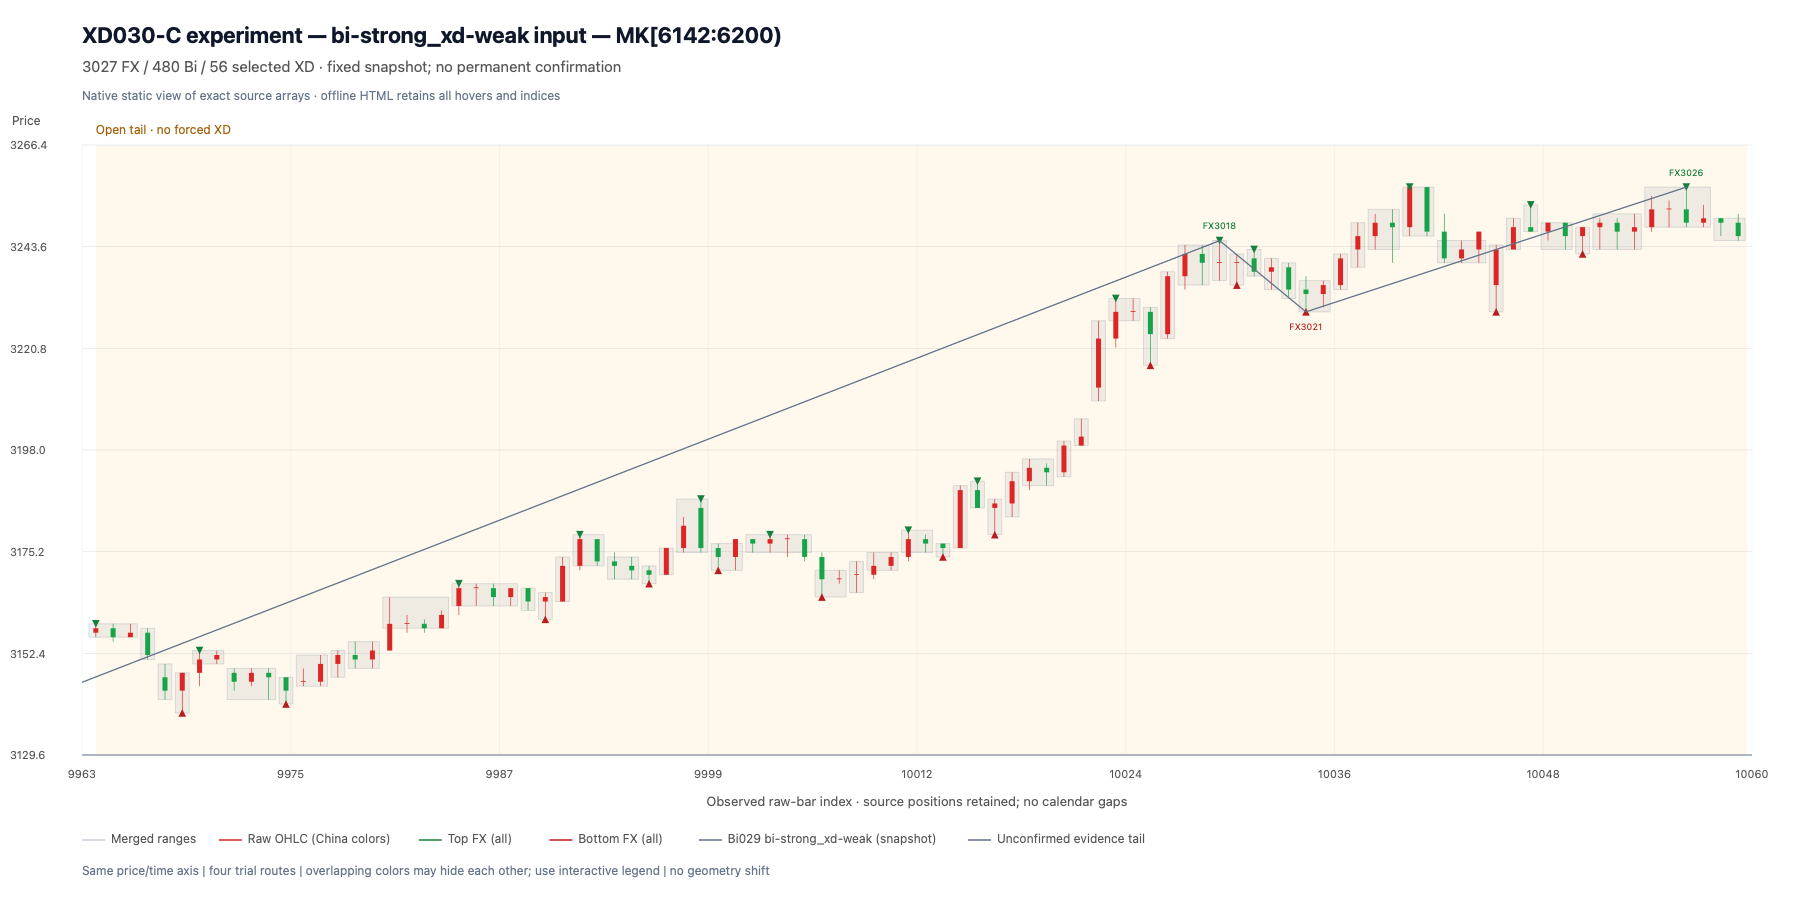 XD030-C experiment — bi-strong_xd-weak input — MK[6142:6200)
3027 FX / 480 Bi / 56 selected XD · fixed snapshot; no permanent confirmation
Native static view of exact source arrays · offline HTML retains all hovers and indices
Price
Open tail · no forced XD
3266.4
FX3026
FX3018
3243.6
FX3021
3220.8
3198.0
3175.2
3152.4
3129.6
9963 9975 9987 9999 10012 10024 10036 10048 10060
Observed raw-bar index · source positions retained; no calendar gaps
Merged ranges Raw OHLC (China colors) Top FX (all) Bottom FX (all) Bi029 bi-strong_xd-weak (snapshot) Unconfirmed evidence tail
Same price/time axis | four trial routes | overlapping colors may hide each other; use interactive legend | no geometry shift